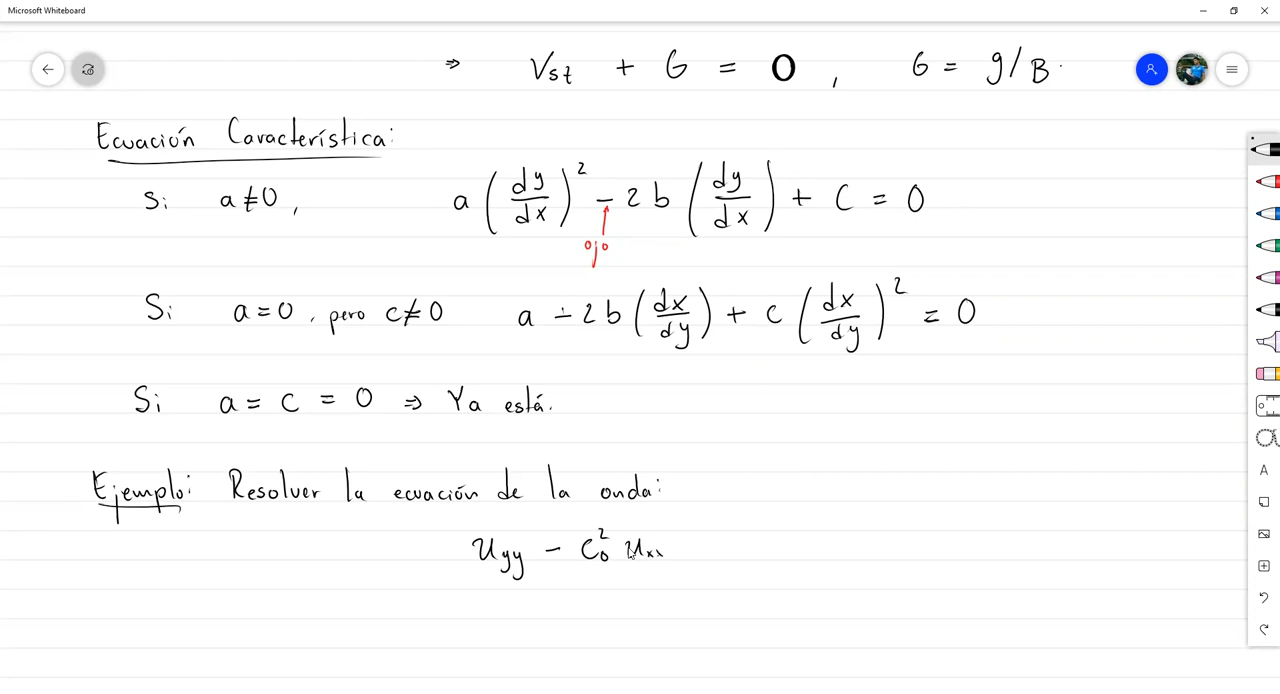 Microsoft Whiteboard
⇒ V_st + G = 0 , G = g/B.
Ecuación Característica:
Si a≠0, a (dy/dx)² − 2b (dy/dx) + C = 0
ojo
Si a=0, pero c≠0 a − 2b (dx/dy) + c (dx/dy)² = 0
Si a = c = 0 ⇒ Ya está.
Ejemplo: Resolver la ecuación de la onda:
u_yy − C_0² u_xx
A